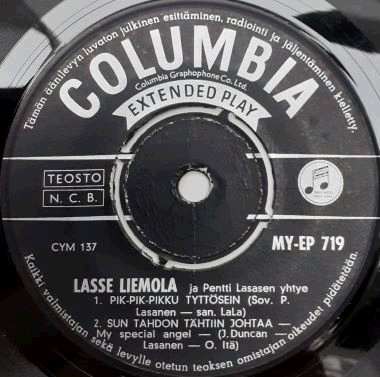 Tämän äänilevyn luvaton julkinen esittäminen, radiointi ja jäljentäminen kielletty.
COLUMBIA
Columbia Graphophone Co. Ltd.
EXTENDED PLAY
TEOSTO
N. C. B.
CYM 137
MY-EP 719
LASSE LIEMOLA ja Pentti Lasasen yhtye
1. PIK-PIK-PIKKU TYTTÖSEIN (Sov. P.
Lasanen — san. LaLa)
2. SUN TAHDON TÄHTIIN JOHTAA —
My special angel — (J. Duncan —
Lasanen — O. Itä)
Kaikki valmistajan sekä levylle otetun teoksen omistajan oikeudet pidätetään.